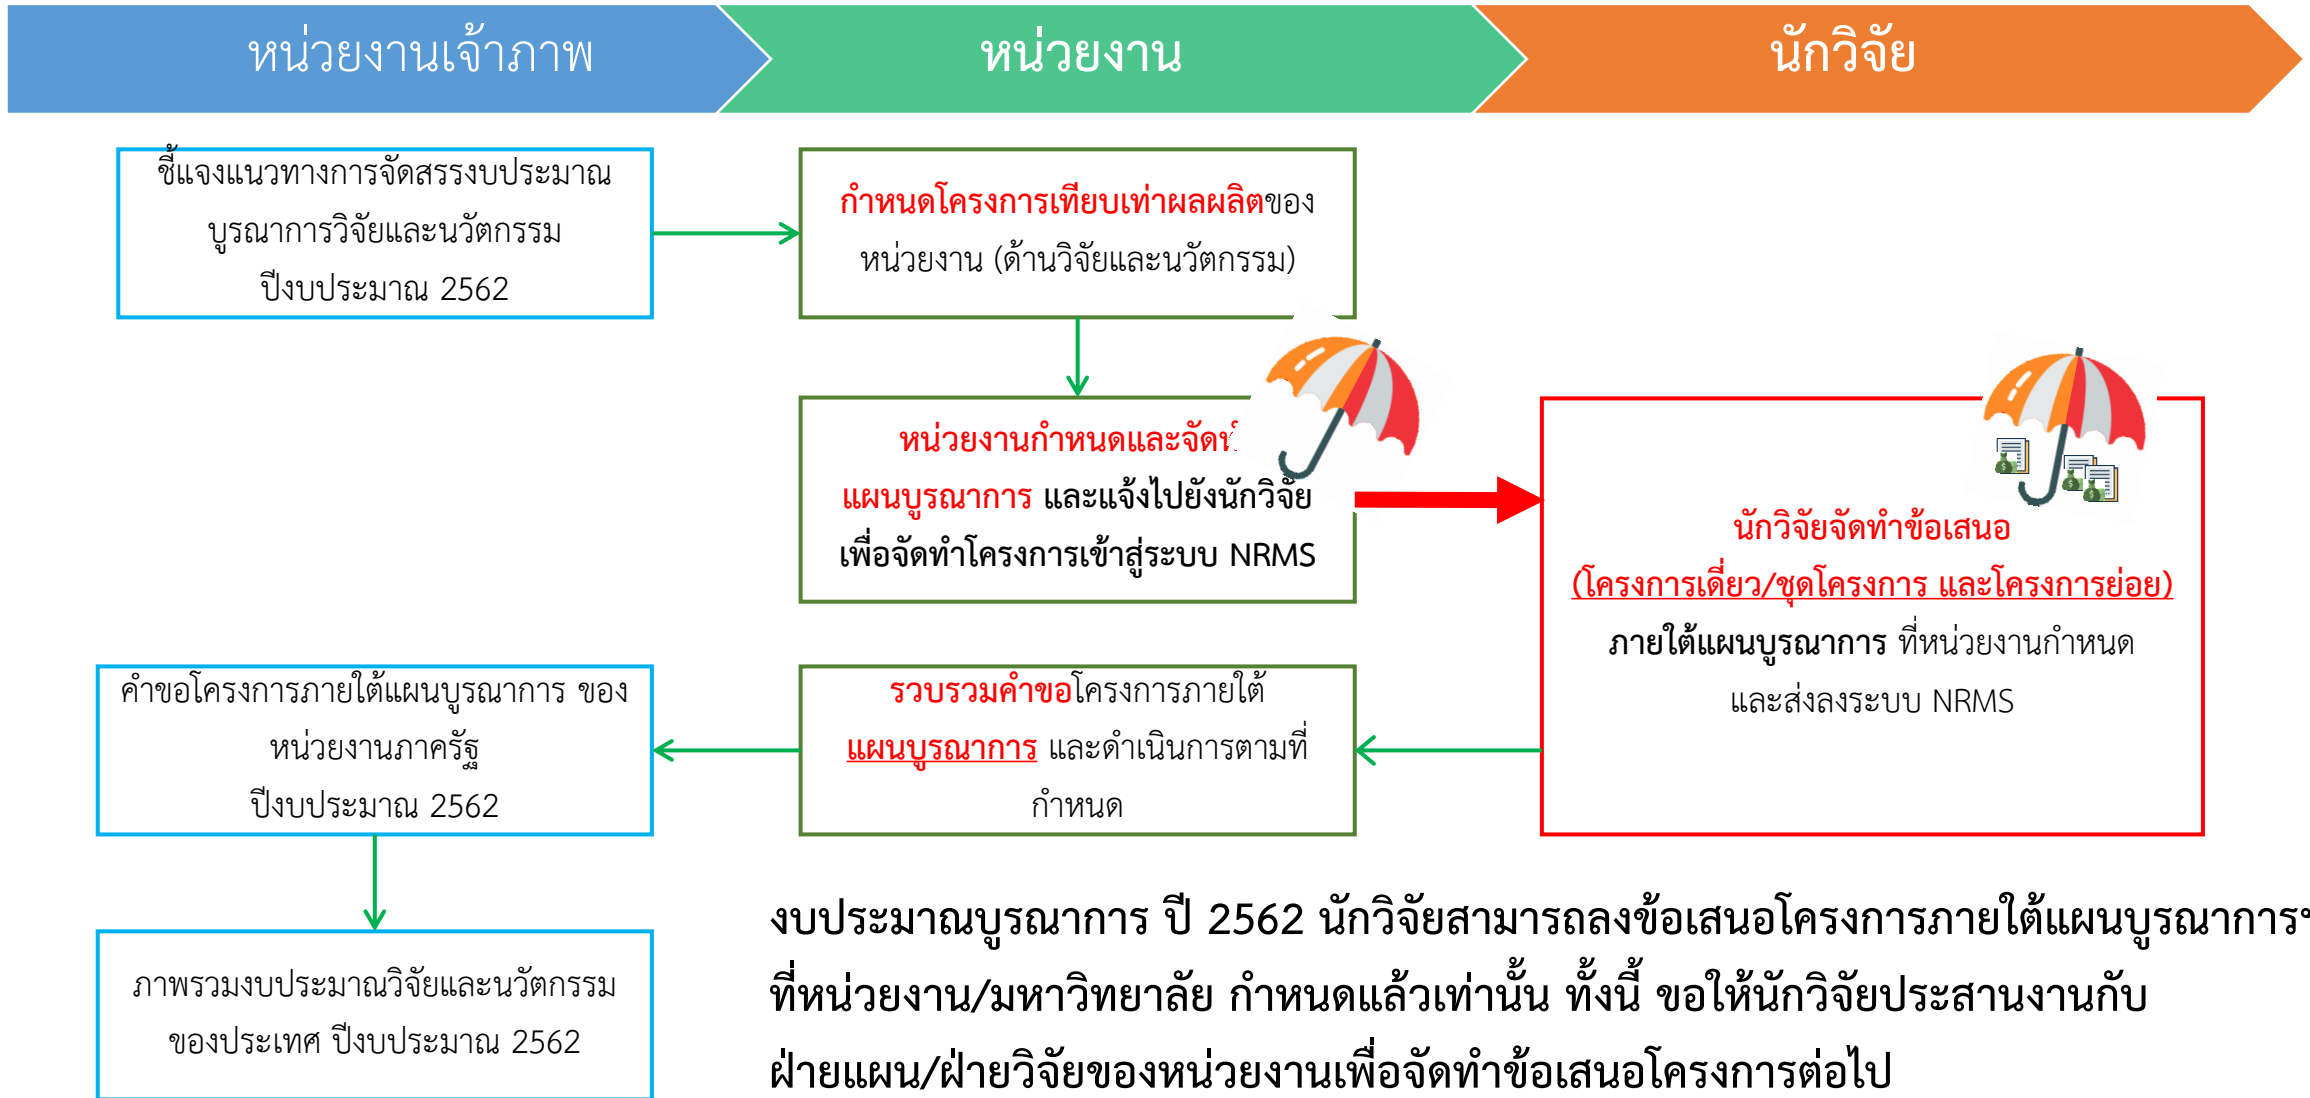 หน่วยงานเจ้าภาพ
หน่วยงาน
นักวิจัย
ชี้แจงแนวทางการจัดสรรงบประมาณ
บูรณาการวิจัยและนวัตกรรม
ปีงบประมาณ 2562
กำหนดโครงการเทียบเท่าผลผลิตของ
หน่วยงาน (ด้านวิจัยและนวัตกรรม)
หน่วยงานกำหนดและจัด
แผนบูรณาการ และแจ้งไปยังนักวิจัย
เพื่อจัดทำโครงการเข้าสู่ระบบ NRMS
นักวิจัยจัดทำข้อเสนอ
(โครงการเดี่ยว/ชุดโครงการ และโครงการย่อย)
ภายใต้แผนบูรณาการ ที่หน่วยงานกำหนด
และส่งลงระบบ NRMS
รวบรวมคำขอโครงการภายใต้
แผนบูรณาการ และดำเนินการตามที่
กำหนด
คำขอโครงการภายใต้แผนบูรณาการ ของ
หน่วยงานภาครัฐ
ปีงบประมาณ 2562
ภาพรวมงบประมาณวิจัยและนวัตกรรม
ของประเทศ ปีงบประมาณ 2562
งบประมาณบูรณาการ ปี 2562 นักวิจัยสามารถลงข้อเสนอโครงการภายใต้แผนบูรณาการฯ
ที่หน่วยงาน/มหาวิทยาลัย กำหนดแล้วเท่านั้น ทั้งนี้ ขอให้นักวิจัยประสานงานกับ
ฝ่ายแผน/ฝ่ายวิจัยของหน่วยงานเพื่อจัดทำข้อเสนอโครงการต่อไป